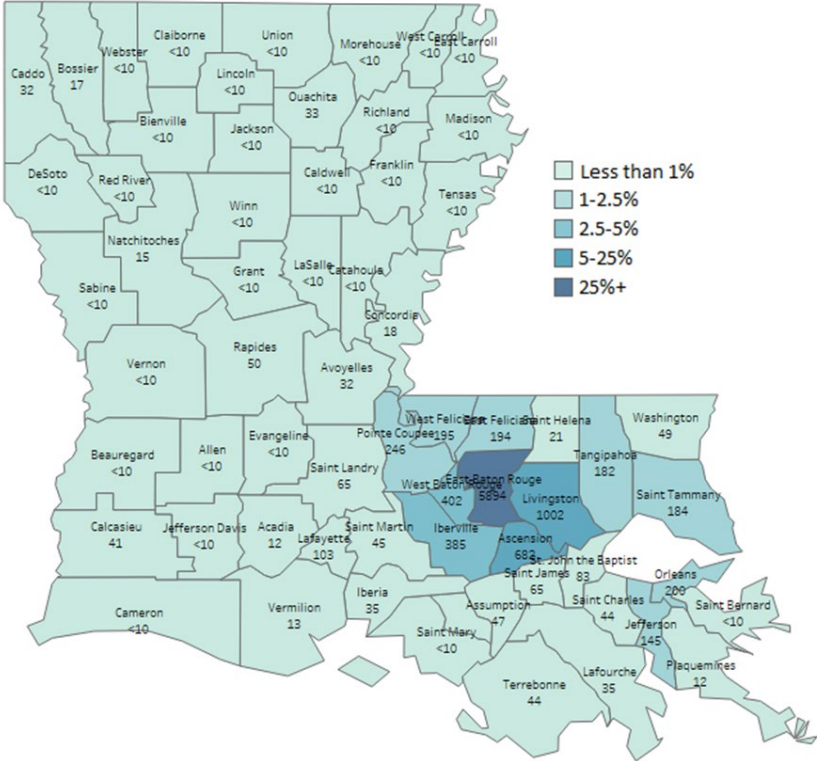 Claiborne
<10
Union
<10
Morehouse
<10
West Carroll
<10
East Carroll
<10
Webster
<10
Caddo
32
Bossier
17
Lincoln
<10
Ouachita
33
Richland
<10
Madison
<10
Bienville
<10
Jackson
<10
DeSoto
<10
Red River
<10
Caldwell
<10
Franklin
<10
Tensas
<10
Winn
<10
Natchitoches
15
Sabine
<10
Grant
<10
LaSalle
<10
Catahoula
<10
Concordia
18
Less than 1%
1-2.5%
2.5-5%
5-25%
25%+
Vernon
<10
Rapides
50
Avoyelles
32
Beauregard
<10
Allen
<10
Evangeline
<10
Saint Landry
65
Pointe Coupee
246
West Feliciana
195
East Feliciana
194
Saint Helena
21
Tangipahoa
182
Washington
49
Saint Tammany
184
West Baton Rouge
402
East Baton Rouge
5894
Livingston
1002
Calcasieu
41
Jefferson Davis
<10
Acadia
12
Lafayette
103
Saint Martin
45
Iberville
385
Ascension
682
St. John the Baptist
83
Saint James
65
Orleans
200
Cameron
<10
Vermilion
13
Iberia
35
Saint Mary
<10
Assumption
47
Saint Charles
44
Jefferson
145
Saint Bernard
<10
Plaquemines
12
Terrebonne
44
Lafourche
35